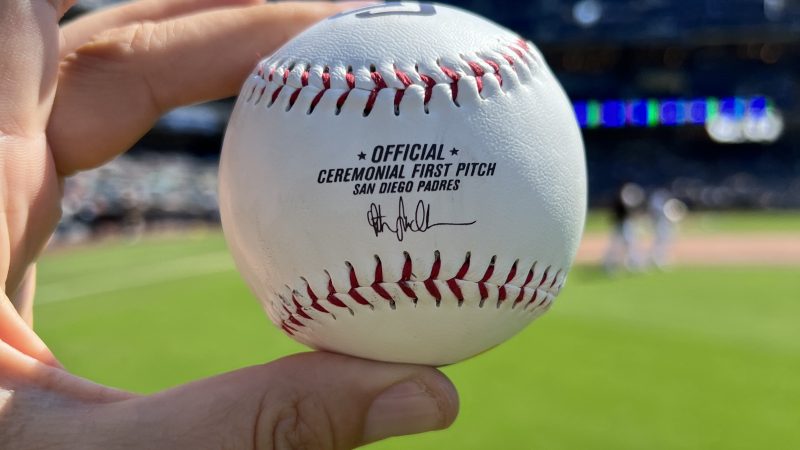 ★ OFFICIAL ★
CEREMONIAL FIRST PITCH
SAN DIEGO PADRES